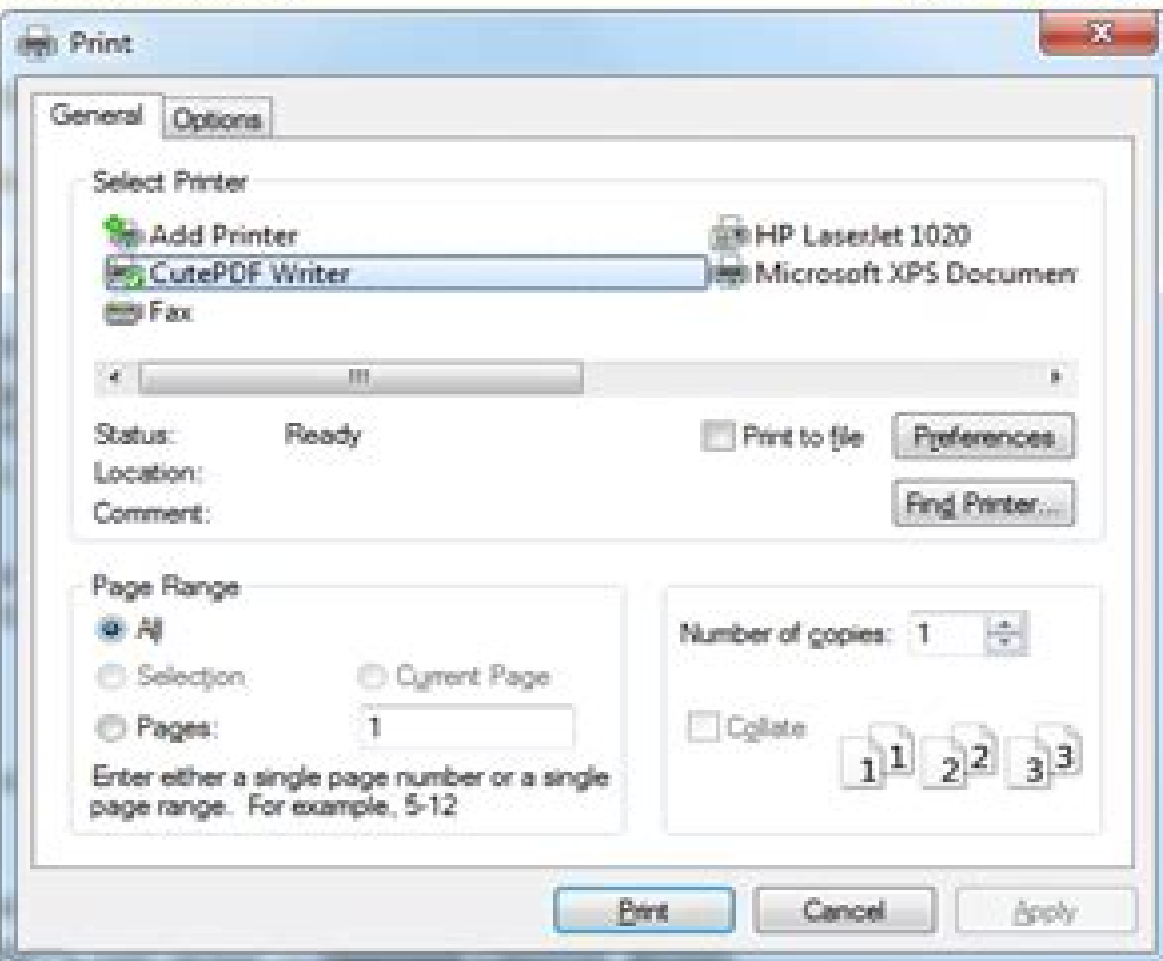 Print
General Options
Select Printer
Add Printer HP LaserJet 1020
CutePDF Writer Microsoft XPS Documen
Fax
Status: Ready Print to file Preferences
Location:
Comment: Find Printer...
Page Range
All
Number of copies: 1
Selection Current Page
Pages: 1
Collate
1 1 2 2 3 3
Enter either a single page number or a single
page range. For example, 5-12
Print Cancel Apply